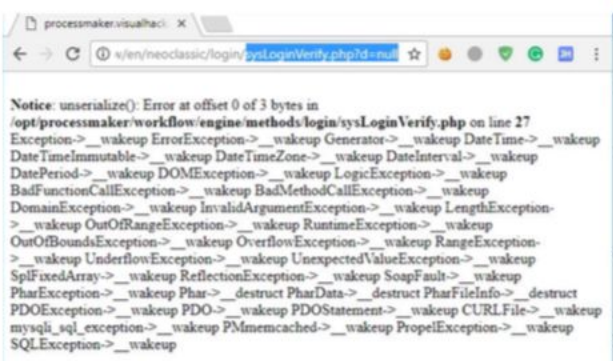 processmaker.visualhack
/en/neoclassic/login/sysLoginVerify.php?d=null
Notice: unserialize(): Error at offset 0 of 3 bytes in
/opt/processmaker/workflow/engine/methods/login/sysLoginVerify.php on line 27
Exception->__wakeup ErrorException->__wakeup Generator->__wakeup DateTime->__wakeup
DateTimeImmutable->__wakeup DateTimeZone->__wakeup DateInterval->__wakeup
DatePeriod->__wakeup DOMException->__wakeup LogicException->__wakeup
BadFunctionCallException->__wakeup BadMethodCallException->__wakeup
DomainException->__wakeup InvalidArgumentException->__wakeup LengthException-
>__wakeup OutOfRangeException->__wakeup RuntimeException->__wakeup
OutOfBoundsException->__wakeup OverflowException->__wakeup RangeException-
>__wakeup UnderflowException->__wakeup UnexpectedValueException->__wakeup
SplFixedArray->__wakeup ReflectionException->__wakeup SoapFault->__wakeup
PharException->__wakeup Phar->__destruct PharData->__destruct PharFileInfo->__destruct
PDOException->__wakeup PDO->__wakeup PDOStatement->__wakeup CURLFile->__wakeup
mysqli_sql_exception->__wakeup PMmemcached->__wakeup PropelException->__wakeup
SQLException->__wakeup